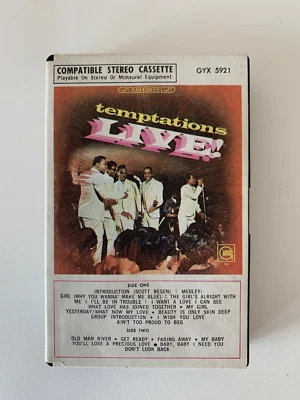 COMPATIBLE STEREO CASSETTE
Playable On Stereo Or Monaural Equipment
GYX 5921
STEREO
temptations
LIVE!
SIDE ONE
INTRODUCTION (SCOTT REGEN) • MEDLEY:
GIRL (WHY YOU WANNA' MAKE ME BLUE); THE GIRL'S ALRIGHT WITH
ME; I'LL BE IN TROUBLE; I WANT A LOVE I CAN SEE
WHAT LOVE HAS JOINED TOGETHER • MY GIRL
YESTERDAY/WHAT NOW MY LOVE • BEAUTY IS ONLY SKIN DEEP
GROUP INTRODUCTION • I WISH YOU LOVE
AIN'T TOO PROUD TO BEG
SIDE TWO
OLD MAN RIVER • GET READY • FADING AWAY • MY BABY
YOU'LL LOSE A PRECIOUS LOVE • BABY, BABY I NEED YOU
DON'T LOOK BACK